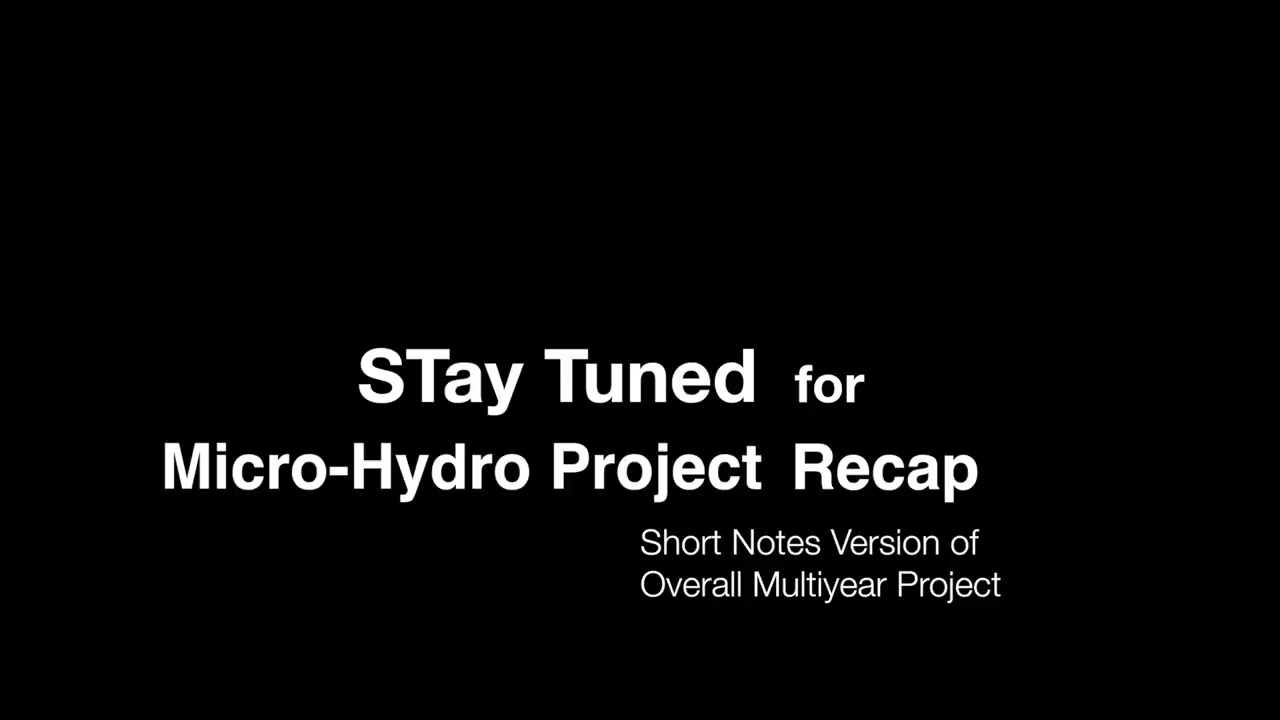 STay Tuned for
Micro-Hydro Project Recap
Short Notes Version of
Overall Multiyear Project